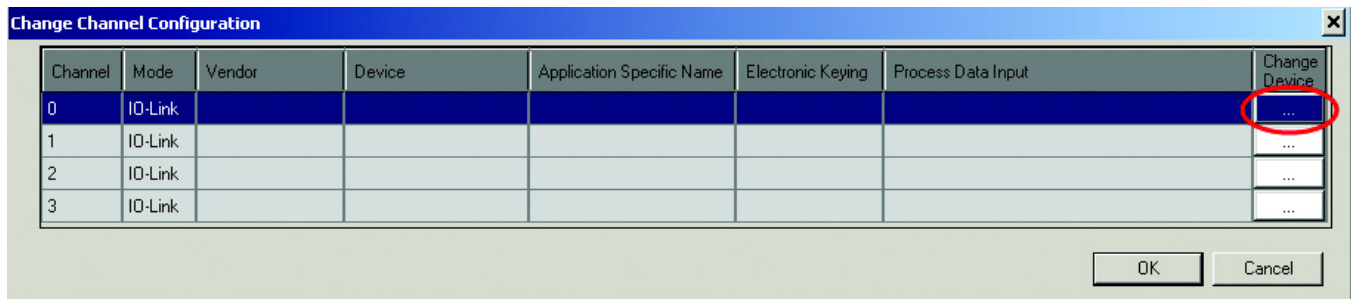 Change Channel Configuration
Channel Mode Vendor Device Application Specific Name Electronic Keying Process Data Input Change Device
0 IO-Link ...
1 IO-Link ...
2 IO-Link ...
3 IO-Link ...
OK Cancel